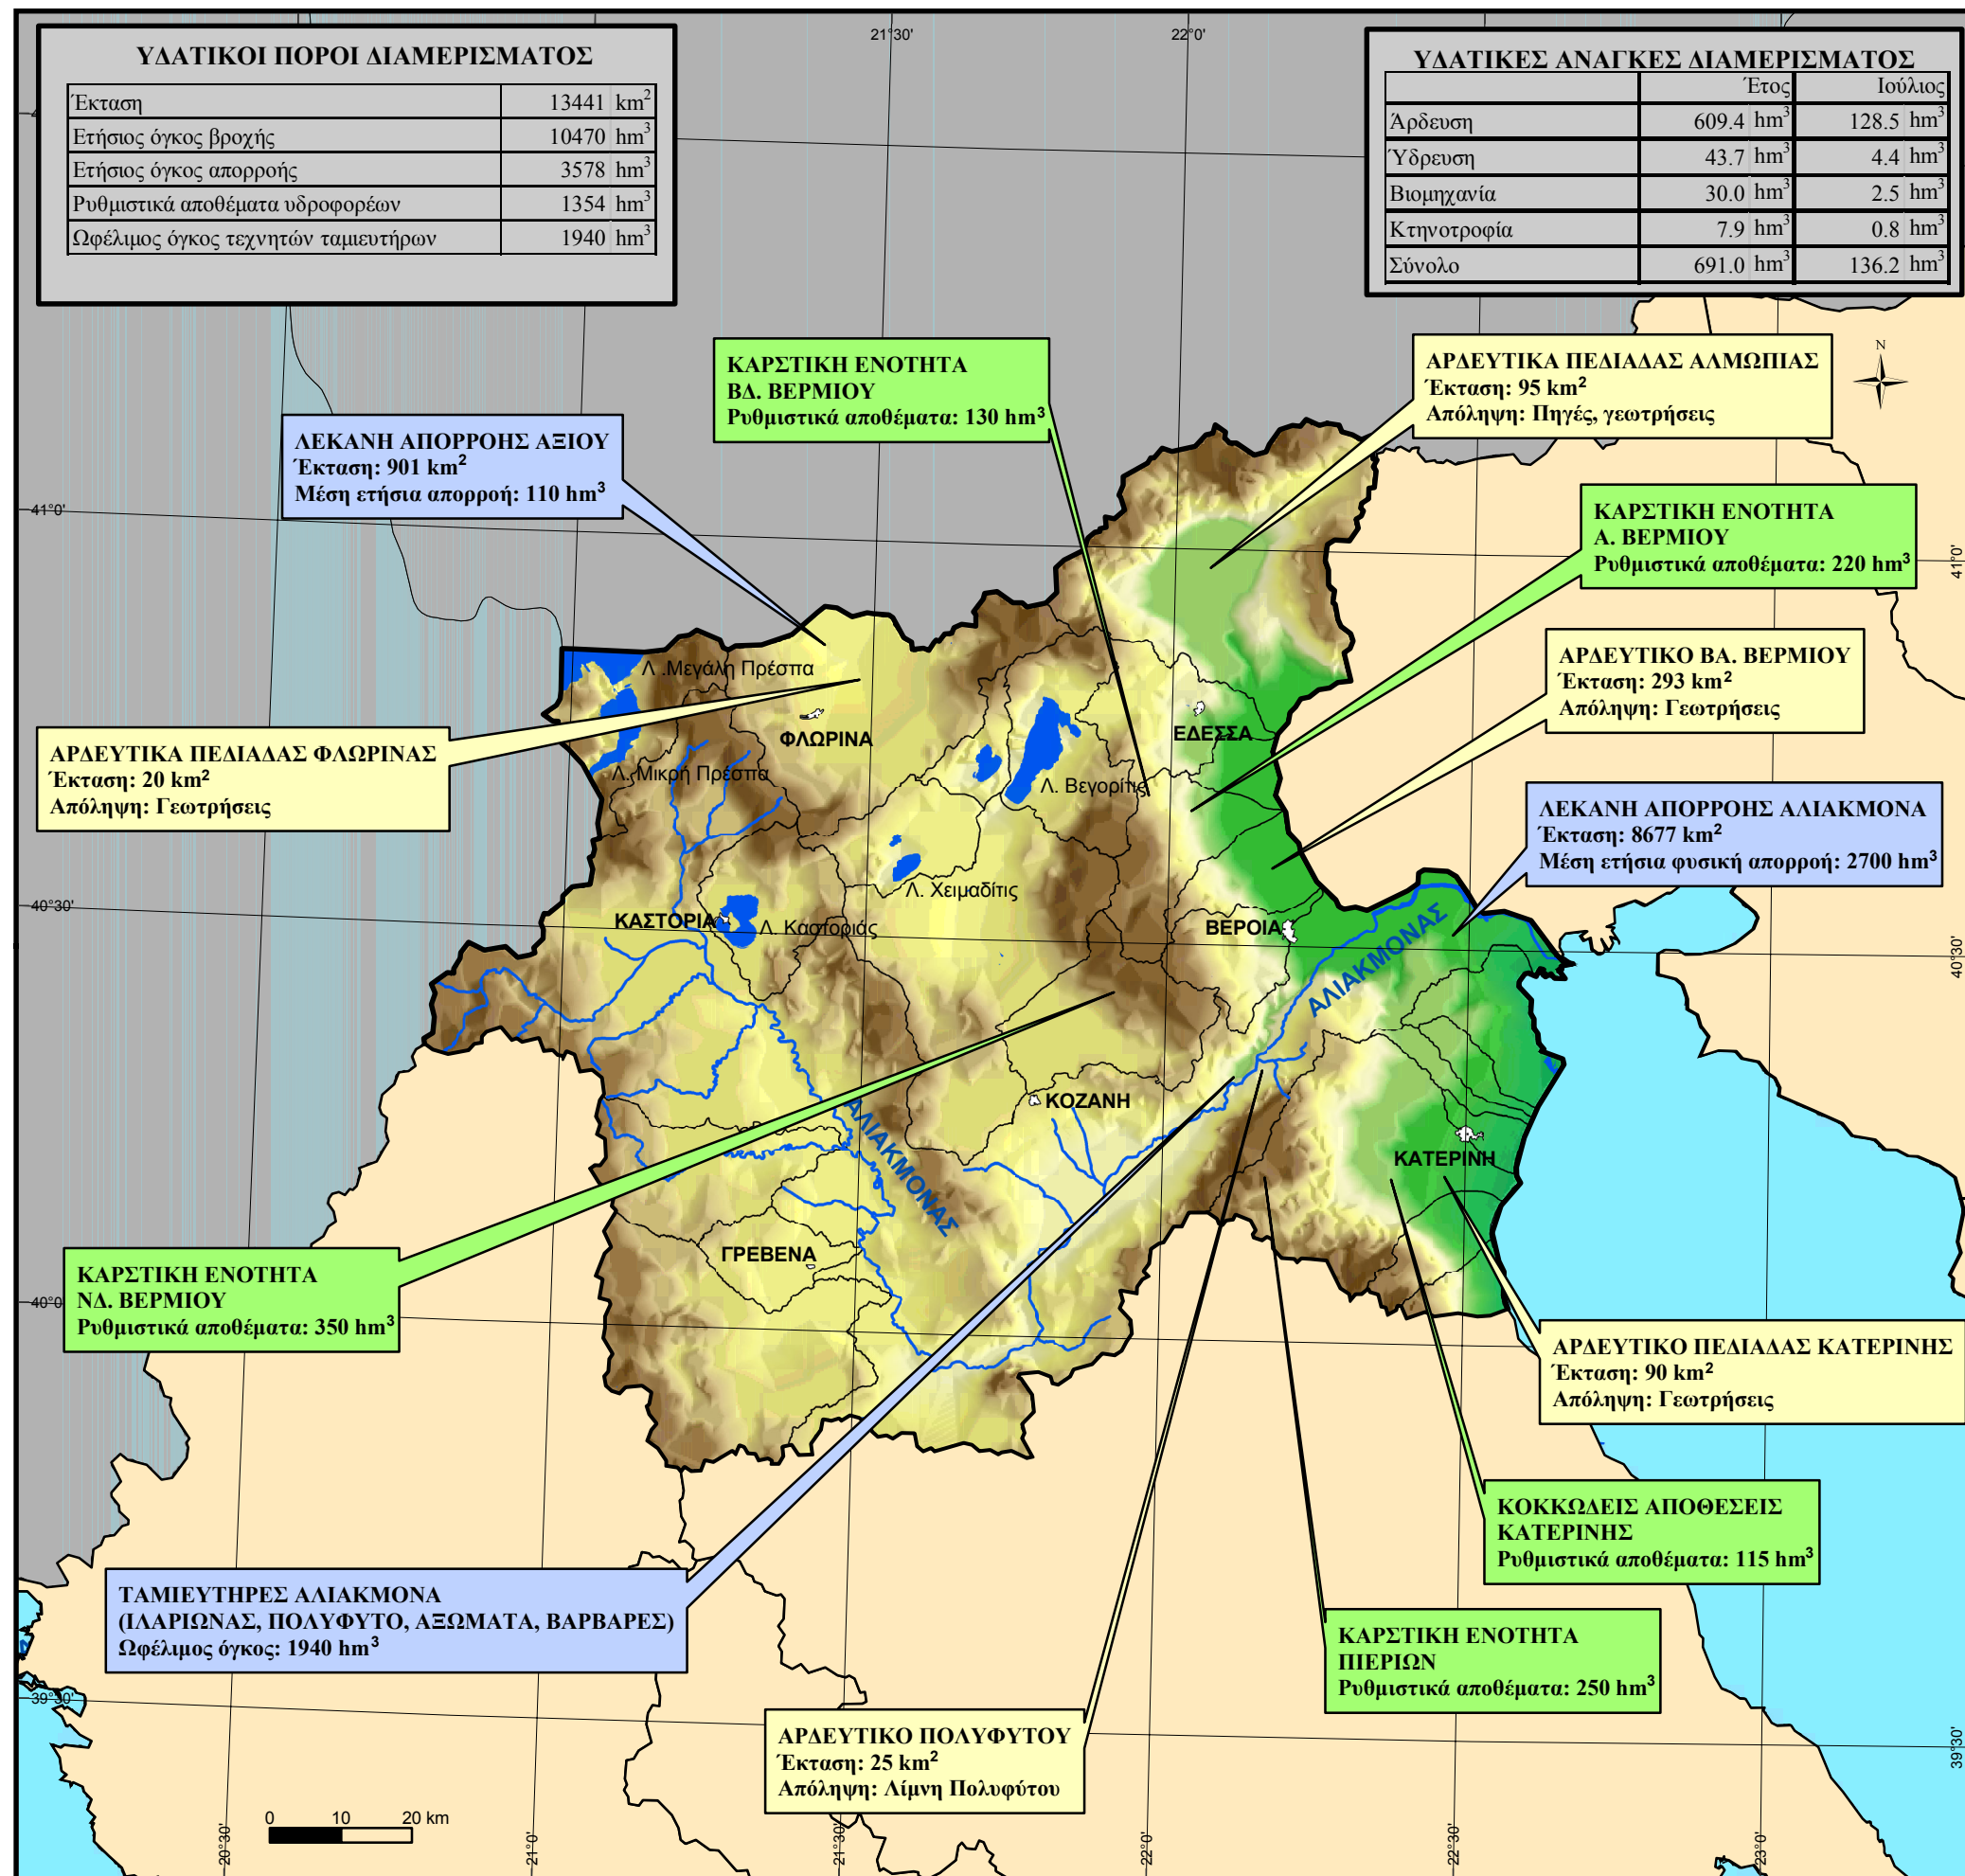 ΥΔΑΤΙΚΟΙ ΠΟΡΟΙ ΔΙΑΜΕΡΙΣΜΑΤΟΣ
Έκταση 13441 km²
Ετήσιος όγκος βροχής 10470 hm³
Ετήσιος όγκος απορροής 3578 hm³
Ρυθμιστικά αποθέματα υδροφορέων 1354 hm³
Ωφέλιμος όγκος τεχνητών ταμιευτήρων 1940 hm³
21°30'
22°0'
ΥΔΑΤΙΚΕΣ ΑΝΑΓΚΕΣ ΔΙΑΜΕΡΙΣΜΑΤΟΣ
Έτος Ιούλιος
Άρδευση 609.4 hm³ 128.5 hm³
Ύδρευση 43.7 hm³ 4.4 hm³
Βιομηχανία 30.0 hm³ 2.5 hm³
Κτηνοτροφία 7.9 hm³ 0.8 hm³
Σύνολο 691.0 hm³ 136.2 hm³
N
ΚΑΡΣΤΙΚΗ ΕΝΟΤΗΤΑ
ΒΔ. ΒΕΡΜΙΟΥ
Ρυθμιστικά αποθέματα: 130 hm³
ΑΡΔΕΥΤΙΚΑ ΠΕΔΙΑΔΑΣ ΑΛΜΩΠΙΑΣ
Έκταση: 95 km²
Απόληψη: Πηγές, γεωτρήσεις
ΛΕΚΑΝΗ ΑΠΟΡΡΟΗΣ ΑΞΙΟΥ
Έκταση: 901 km²
Μέση ετήσια απορροή: 110 hm³
ΚΑΡΣΤΙΚΗ ΕΝΟΤΗΤΑ
Α. ΒΕΡΜΙΟΥ
Ρυθμιστικά αποθέματα: 220 hm³
41°0'
41°0'
ΑΡΔΕΥΤΙΚΟ ΒΑ. ΒΕΡΜΙΟΥ
Έκταση: 293 km²
Απόληψη: Γεωτρήσεις
Λ .Μεγάλη Πρέσπα
ΦΛΩΡΙΝΑ
ΕΔΕΣΣΑ
ΑΡΔΕΥΤΙΚΑ ΠΕΔΙΑΔΑΣ ΦΛΩΡΙΝΑΣ
Έκταση: 20 km²
Απόληψη: Γεωτρήσεις
Λ. Μικρή Πρέσπα
Λ. Βεγορίτις
ΛΕΚΑΝΗ ΑΠΟΡΡΟΗΣ ΑΛΙΑΚΜΟΝΑ
Έκταση: 8677 km²
Μέση ετήσια φυσική απορροή: 2700 hm³
Λ. Χειμαδίτις
40°30'
ΚΑΣΤΟΡΙΑ
Λ. Καστοριάς
ΒΕΡΟΙΑ
ΑΛΙΑΚΜΟΝΑΣ
40°30'
ΚΟΖΑΝΗ
ΑΛΙΑΚΜΟΝΑΣ
ΚΑΤΕΡΙΝΗ
ΓΡΕΒΕΝΑ
ΚΑΡΣΤΙΚΗ ΕΝΟΤΗΤΑ
ΝΔ. ΒΕΡΜΙΟΥ
Ρυθμιστικά αποθέματα: 350 hm³
40°0
ΑΡΔΕΥΤΙΚΟ ΠΕΔΙΑΔΑΣ ΚΑΤΕΡΙΝΗΣ
Έκταση: 90 km²
Απόληψη: Γεωτρήσεις
ΚΟΚΚΩΔΕΙΣ ΑΠΟΘΕΣΕΙΣ
ΚΑΤΕΡΙΝΗΣ
Ρυθμιστικά αποθέματα: 115 hm³
ΤΑΜΙΕΥΤΗΡΕΣ ΑΛΙΑΚΜΟΝΑ
(ΙΛΑΡΙΩΝΑΣ, ΠΟΛΥΦΥΤΟ, ΑΞΩΜΑΤΑ, ΒΑΡΒΑΡΕΣ)
Ωφέλιμος όγκος: 1940 hm³
ΚΑΡΣΤΙΚΗ ΕΝΟΤΗΤΑ
ΠΙΕΡΙΩΝ
Ρυθμιστικά αποθέματα: 250 hm³
39°30'
ΑΡΔΕΥΤΙΚΟ ΠΟΛΥΦΥΤΟΥ
Έκταση: 25 km²
Απόληψη: Λίμνη Πολυφύτου
39°30'
0 10 20 km
20°30'
21°0'
21°30'
22°0'
22°30'
23°0'